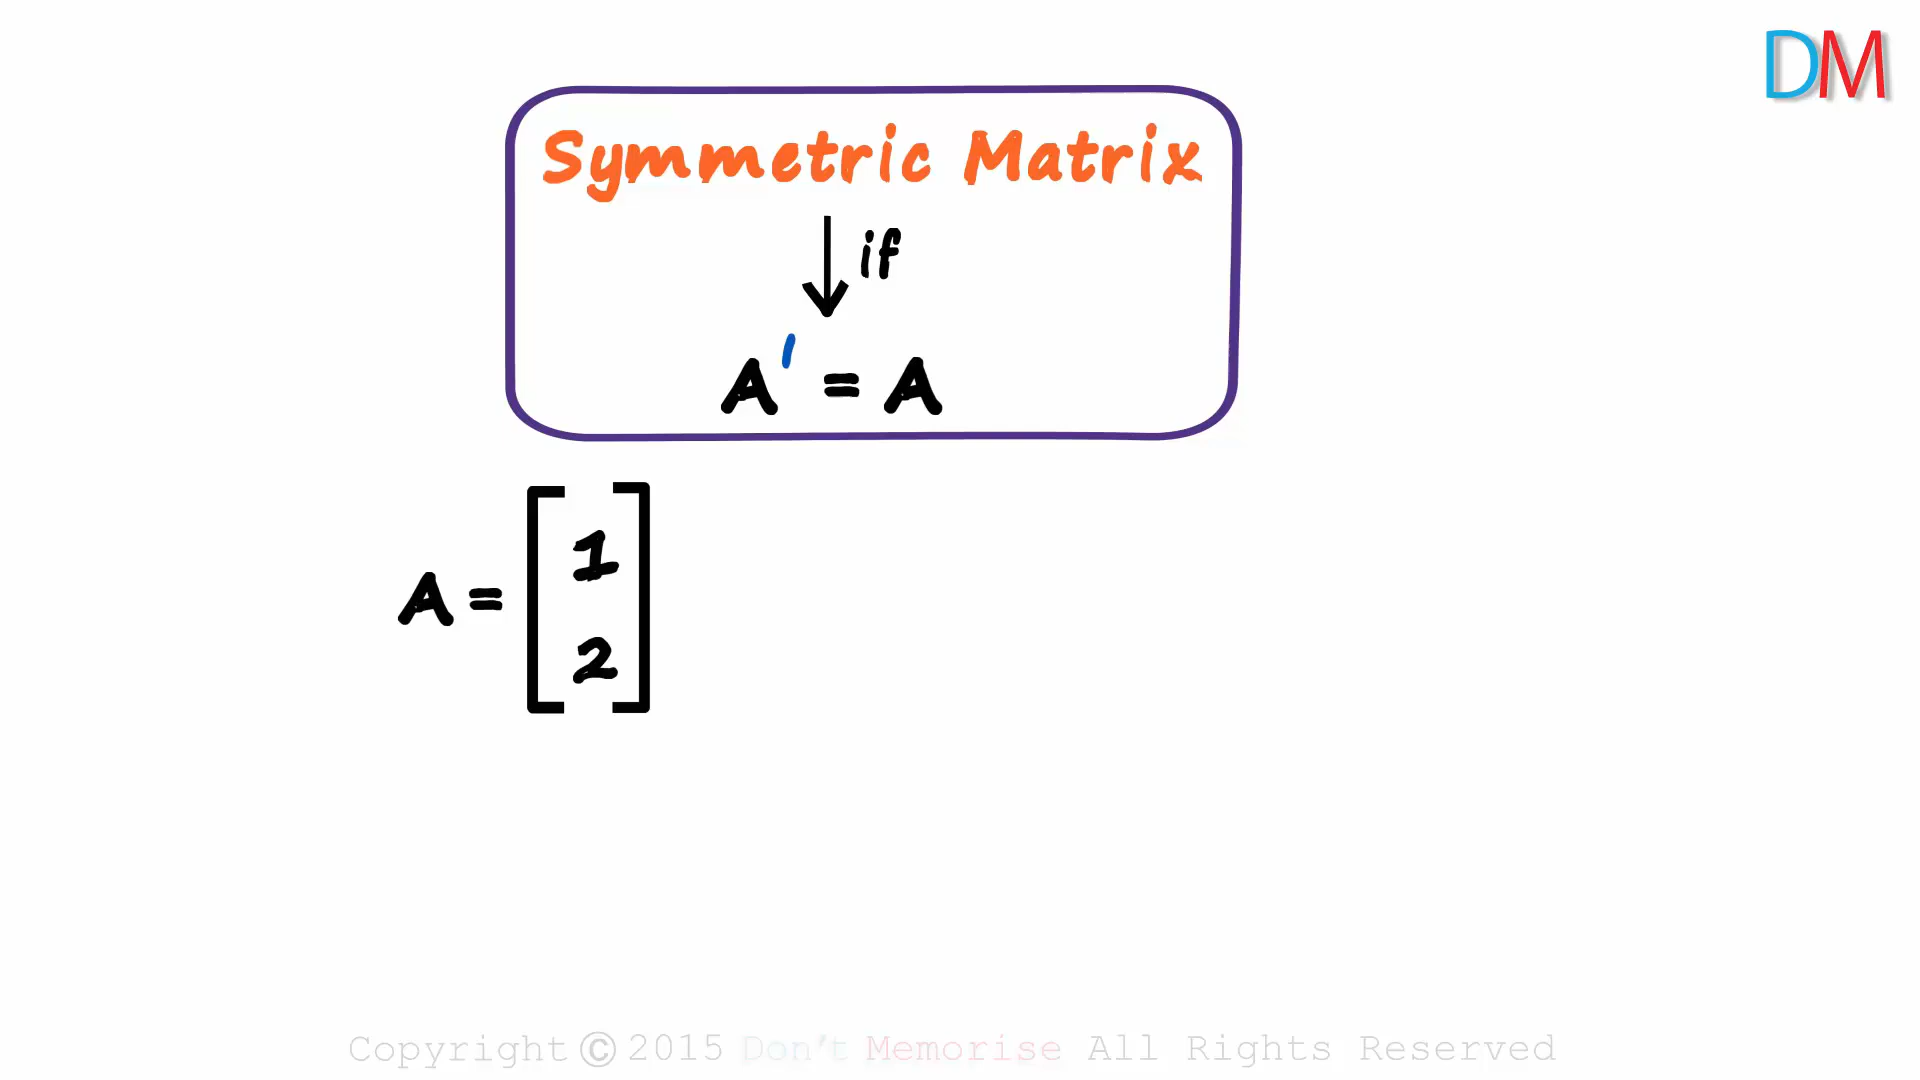 DM
Symmetric Matrix
if
A' = A
A = [1
2]
Copyright © 2015 Don't Memorise All Rights Reserved